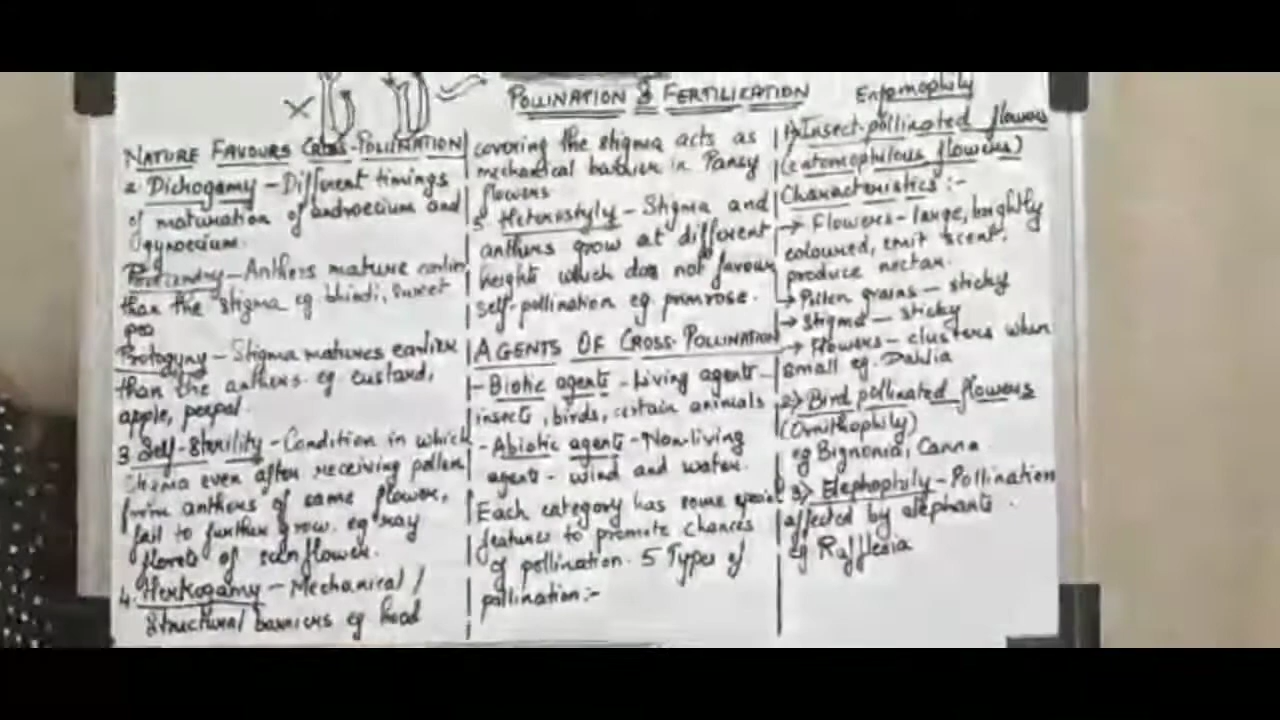 POLLINATION & FERTILIZATION
NATURE FAVOURS CROSS-POLLINATION
2. Dichogamy - Different timings
of maturation of androecium and
gynoecium.
Protandry - Anthers mature earlier
than the stigma eg bhindi, sweet
pea
Protogyny - Stigma matures earlier
than the anthers. eg. custard,
apple, peepal.
3 Self-Sterility - Condition in which
stigma even after receiving pollen
from anthers of same flower,
fail to further grow. eg ray
florets of sunflower.
4. Herkogamy - Mechanical /
Structural barriers eg hood
covering the stigma acts as
mechanical barrier in Pansy
flowers
5 Heterostyly - Stigma and
anthers grow at different
heights which does not favour
self-pollination eg. primrose.
AGENTS OF CROSS-POLLINATION
- Biotic agents - Living agents -
insects, birds, certain animals
- Abiotic agents - Non-living
agents - wind and water.
Each category has some special
features to promote chances
of pollination. 5 Types of
pollination:-
Entomophily
1) Insect-pollinated flowers
(entomophilous flowers)
Characteristics:-
→ Flowers - large, brightly
coloured, emit scent,
produce nectar.
→ Pollen grains - sticky
→ Stigma - sticky
→ Flowers - clusters when
small eg. Dahlia
2) Bird pollinated flowers
(Ornithophily)
eg Bignonia, Canna
3) Elephophily - Pollination
affected by elephants.
eg Rafflesia